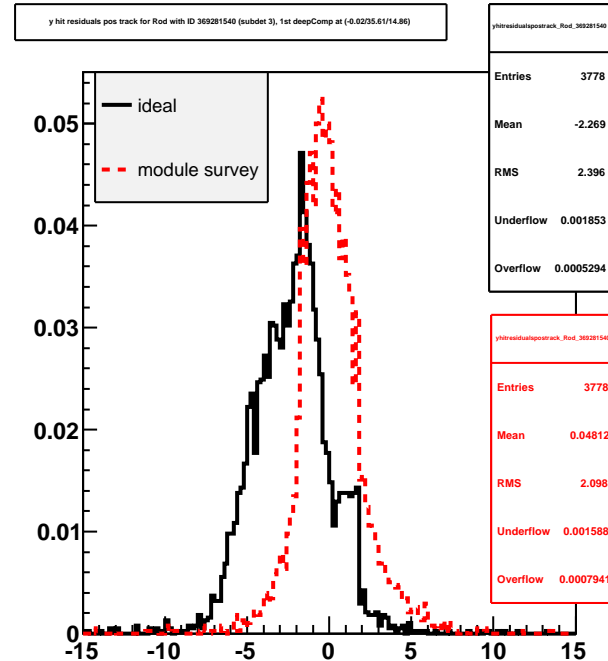 y hit residuals pos track for Rod with ID 369281540 (subdet 3), 1st deepComp at (-0.02/35.61/14.86)
yhitresidualspostrack_Rod_369281540
Entries 3778
Mean -2.269
RMS 2.396
Underflow 0.001853
Overflow 0.0005294
ideal
module survey
yhitresidualspostrack_Rod_369281540
Entries 3778
Mean 0.04812
RMS 2.098
Underflow 0.001588
Overflow 0.0007941
0.05
0.04
0.03
0.02
0.01
0
-15 -10 -5 0 5 10 15